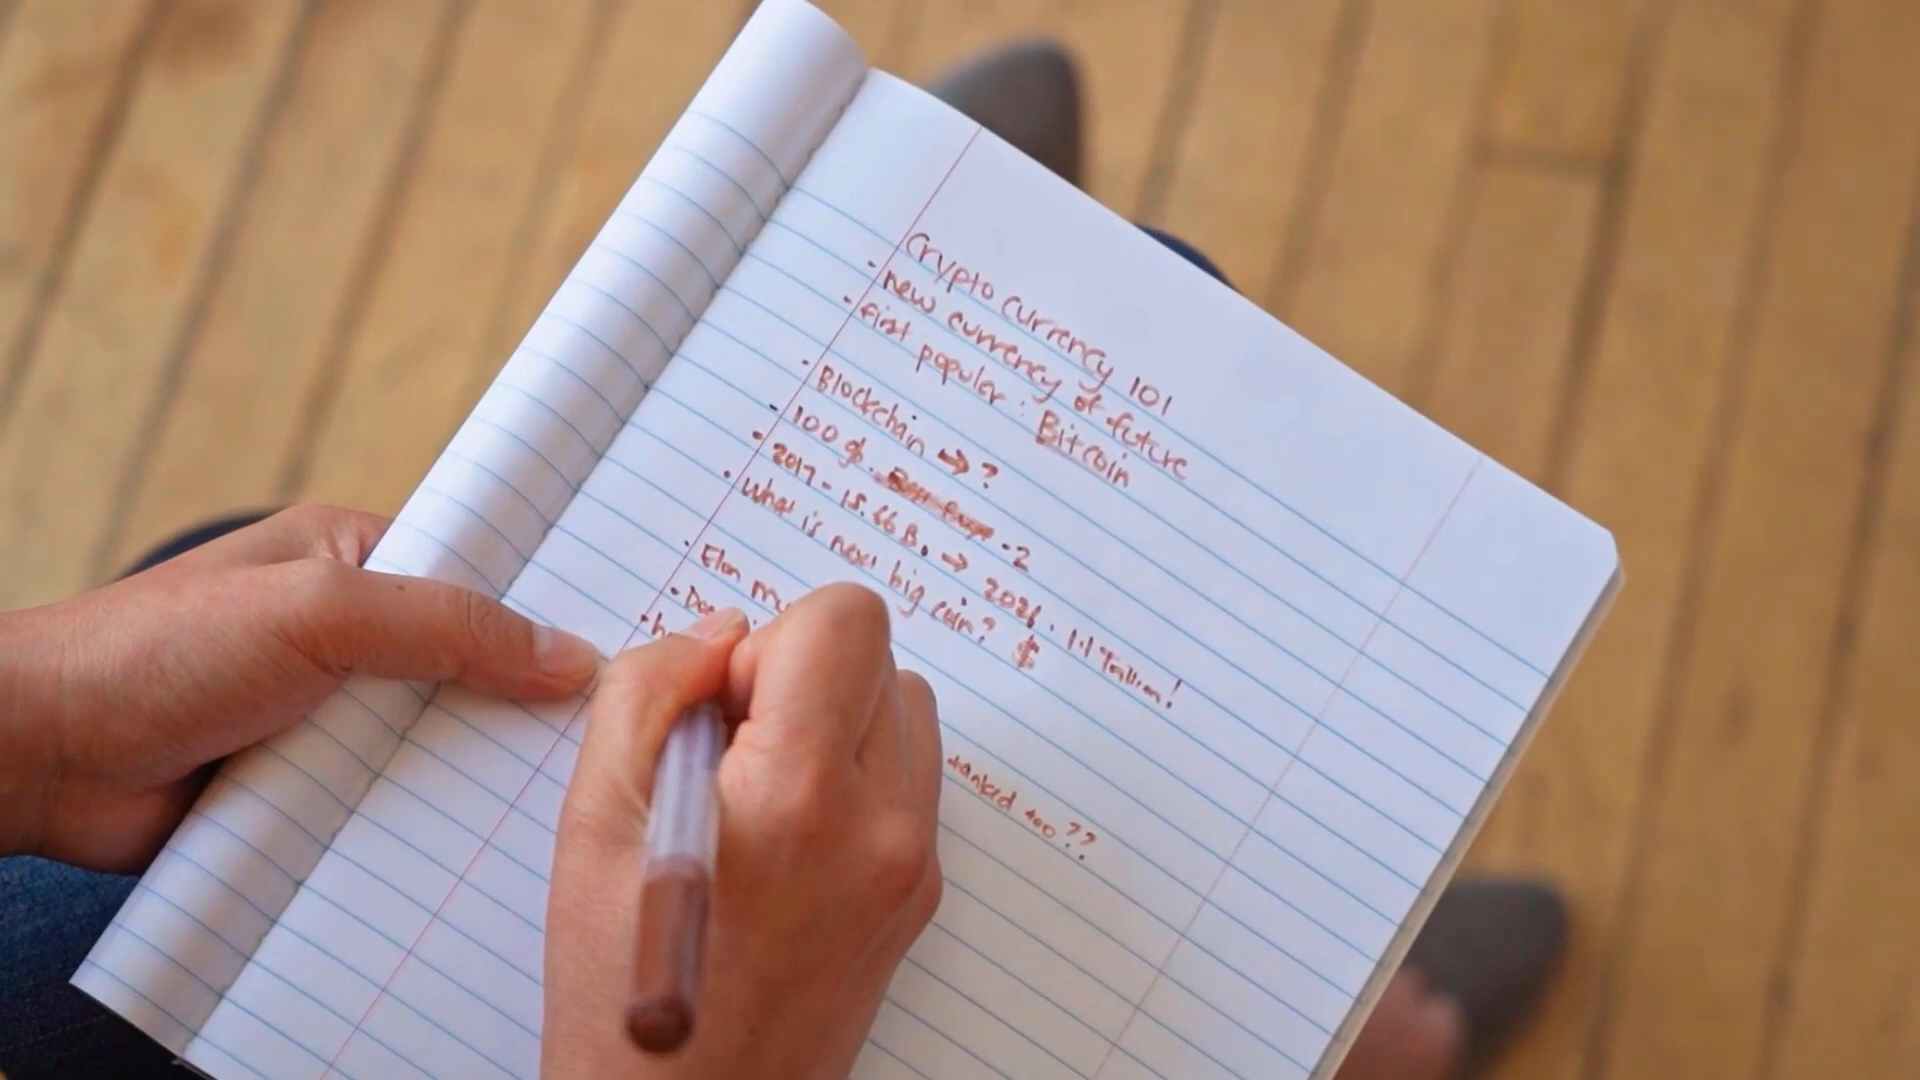 Crypto Currency 101
- new currency of future
- first popular : Bitcoin
- Blockchain → ?
- 100 . 2
- 2017 - 15.66 B. → 2021 . 1.1 Trillion!
- What is next big coin? $
- Elon
tanked too ??